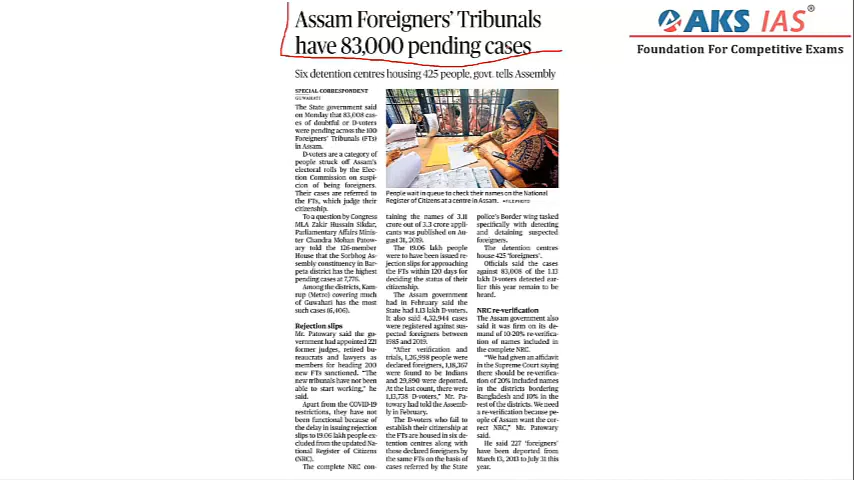 Assam Foreigners' Tribunals
have 83,000 pending cases
Six detention centres housing 425 people, govt. tells Assembly
SPECIAL CORRESPONDENT
GUWAHATI
The State government said
on Monday that 83,008 cas-
es of doubtful or D-voters
were pending across the 100
Foreigners' Tribunals (FTs)
in Assam.
D-voters are a category of
people struck off Assam's
electoral rolls by the Elec-
tion Commission on suspi-
cion of being foreigners.
Their cases are referred to
the FTs, which judge their
citizenship.
To a question by Congress
MLA Zakir Hussain Sikdar,
Parliamentary Affairs Minis-
ter Chandra Mohan Patow-
ary told the 126-member
House that the Sorbhog As-
sembly constituency in Bar-
peta district has the highest
pending cases at 7,776.
Among the districts, Kam-
rup (Metro) covering much
of Guwahati has the most
such cases (6,406).
Rejection slips
Mr. Patowary said the go-
vernment had appointed 221
former judges, retired bu-
reaucrats and lawyers as
members for heading 200
new FTs sanctioned. "The
new tribunals have not been
able to start working," he
said.
Apart from the COVID-19
restrictions, they have not
been functional because of
the delay in issuing rejection
slips to 19.06 lakh people ex-
cluded from the updated Na-
tional Register of Citizens
(NRC).
The complete NRC con-
People wait in queue to check their names on the National
Register of Citizens at a centre in Assam. • FILE PHOTO
taining the names of 3.11
crore out of 3.3 crore appli-
cants was published on Au-
gust 31, 2019.
The 19.06 lakh people
were to have been issued re-
jection slips for approaching
the FTs within 120 days for
deciding the status of their
citizenship.
The Assam government
had in February said the
State had 1.13 lakh D-voters.
It also said 4,32,944 cases
were registered against sus-
pected foreigners between
1985 and 2019.
"After verification and
trials, 1,26,998 people were
declared foreigners, 1,18,367
were found to be Indians
and 29,890 were deported.
At the last count, there were
1,13,738 D-voters," Mr. Pa-
towary had told the Assemb-
ly in February.
The D-voters who fail to
establish their citizenship at
the FTs are housed in six de-
tention centres along with
those declared foreigners by
the same FTs on the basis of
cases referred by the State
police's Border wing tasked
specifically with detecting
and detaining suspected
foreigners.
The detention centres
house 425 'foreigners'.
Officials said the cases
against 83,008 of the 1.13
lakh D-voters detected ear-
lier this year remain to be
heard.
NRC re-verification
The Assam government also
said it was firm on its de-
mand of 10-20% re-verifica-
tion of names included in
the complete NRC.
"We had given an affidavit
in the Supreme Court saying
there should be re-verifica-
tion of 20% included names
in the districts bordering
Bangladesh and 10% in the
rest of the districts. We need
a re-verification because pe-
ople of Assam want the cor-
rect NRC," Mr. Patowary
said.
He said 227 'foreigners'
have been deported from
March 13, 2013 to July 31 this
year.
AKS IAS®
Foundation For Competitive Exams